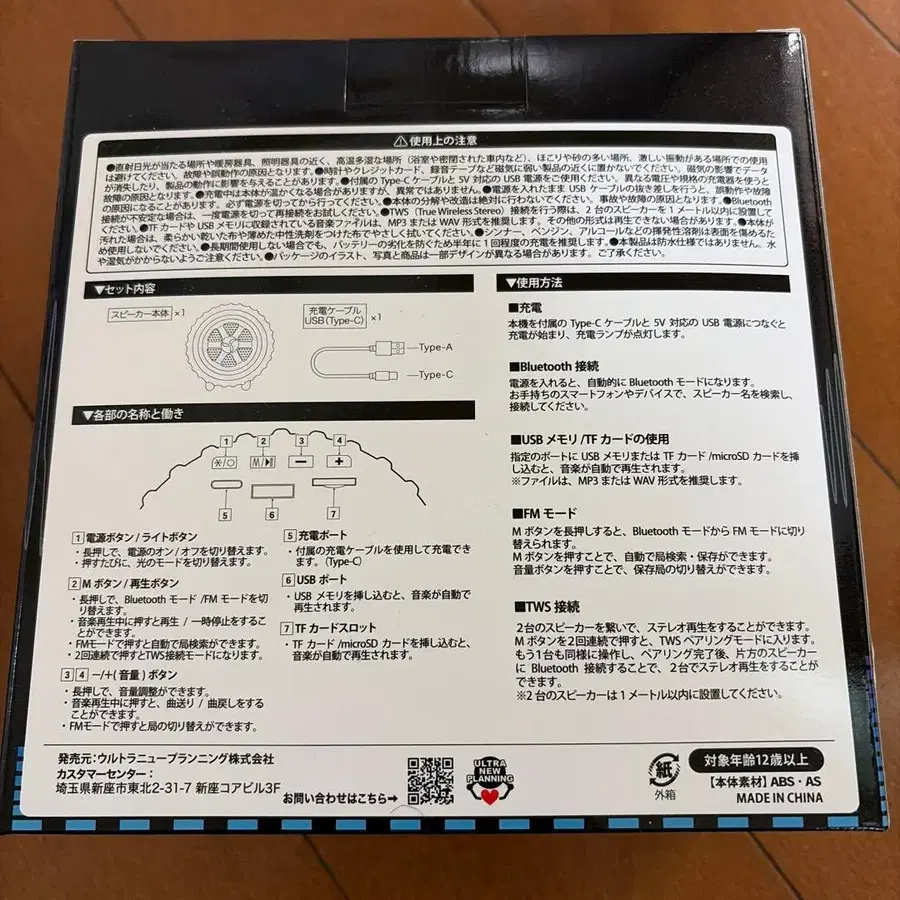 ⚠使用上の注意
●直射日光が当たる場所や暖房器具、照明器具の近く、高温多湿な場所（浴室や密閉された車内など）、ほこりや砂の多い場所、激しい振動がある場所での使用
は避けてください。故障や誤動作の原因となります。●時計やクレジットカード、録音テープなど磁気に弱い製品の近くに置かないでください。磁気の影響でデータ
が消失したり、製品の動作に影響を与えることがあります。●付属の Type-C ケーブルと 5V 対応の USB 電源をご使用ください。異なる電圧や規格の充電器を使うと
故障の原因となります。●充電中は本体が温かくなる場合がありますが、異常ではありません。●電源を入れたまま USB ケーブルの抜き差しを行うと、誤動作や故障
の原因になることがあります。必ず電源を切ってから行ってください。●本体の分解や改造は絶対に行わないでください。事故や故障の原因となります。●Bluetooth
接続が不安定な場合は、一度電源を切って再接続をお試しください。●TWS（True Wireless Stereo）接続を行う際は、2 台のスピーカーを 1 メートル以内に設置して
ください。●TF カードや USB メモリに収録されている音楽ファイルは、MP3 または WAV 形式を推奨します。その他の形式は再生できない場合があります。●本体が
汚れた場合は、柔らかい乾いた布や薄めた中性洗剤をつけた布でやさしく拭いてください。●シンナー、ベンジン、アルコールなどの揮発性溶剤は表面を傷めるた
め使用しないでください。●長期間使用しない場合でも、バッテリーの劣化を防ぐため半年に 1 回程度の充電を推奨します。●本製品は防水仕様ではありません。水
や湿気がかからないようご注意ください。●パッケージのイラスト、写真と商品は一部デザインが異なる場合があります。ご了承ください。
▼セット内容
スピーカー本体 ×1
充電ケーブル
USB（Type-C） ×1
Type-A
Type-C
▼各部の名称と働き
1 2 3 4
M/
− +
5 6 7
1 電源ボタン / ライトボタン
・長押しで、電源のオン / オフを切り替えます。
・押すたびに、光のモードを切り替えます。
2 M ボタン / 再生ボタン
・長押しで、Bluetooth モード /FM モードを切
り替えます。
・音楽再生中に押すと再生 / 一時停止をするこ
とができます。
・FMモードで押すと自動で局検索ができます。
・2回連続で押すとTWS接続モードになります。
3 4 −/+( 音量 ) ボタン
・長押しで、音量調整ができます。
・音楽再生中に押すと、曲送り / 曲戻しをする
ことができます。
・FMモードで押すと局の切り替えができます。
5 充電ポート
・付属の充電ケーブルを使用して充電でき
ます。（Type-C）
6 USB ポート
・USB メモリを挿し込むと、音楽が自動で
再生されます。
7 TF カードスロット
・TF カード /microSD カードを挿し込むと、
音楽が自動で再生されます。
▼使用方法
■充電
本機を付属の Type-C ケーブルと 5V 対応の USB 電源につなぐと
充電が始まり、充電ランプが点灯します。
■Bluetooth 接続
電源を入れると、自動的に Bluetooth モードになります。
お手持ちのスマートフォンやデバイスで、スピーカー名を検索し、
接続してください。
■USB メモリ /TF カードの使用
指定のポートに USB メモリまたは TF カード /microSD カードを挿
し込むと、音楽が自動で再生されます。
※ファイルは、MP3 または WAV 形式を推奨します。
■FM モード
M ボタンを長押しすると、Bluetooth モードから FM モードに切り
替えられます。
M ボタンを押すことで、自動で局検索・保存ができます。
音量ボタンを押すことで、保存局の切り替えができます。
■TWS 接続
2 台のスピーカーを繋いで、ステレオ再生をすることができます。
M ボタンを 2 回連続で押すと、TWS ペアリングモードに入ります。
もう 1 台も同様に操作し、ペアリング完了後、片方のスピーカー
に Bluetooth 接続することで、2 台でステレオ再生をすることが
できます。
※2 台のスピーカーは 1 メートル以内に設置してください。
発売元：ウルトラニュープランニング株式会社
カスタマーセンター：
埼玉県新座市東北2-31-7 新座コアビル3F
お問い合わせはこちら→
ULTRA
NEW
PLANNING
紙
外箱
対象年齢12歳以上
【本体素材】ABS・AS
MADE IN CHINA